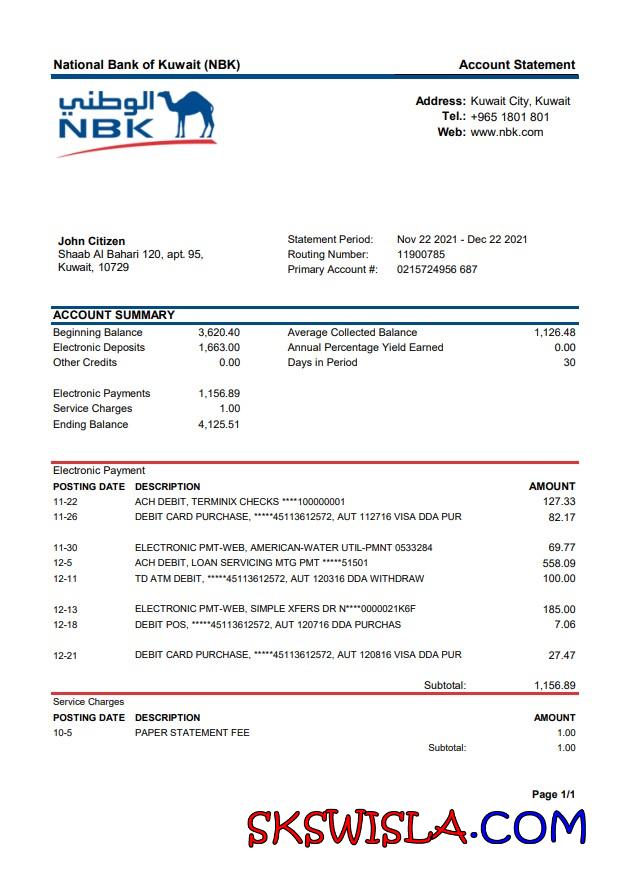 National Bank of Kuwait (NBK) Account Statement
الوطني
NBK
Address: Kuwait City, Kuwait
Tel.: +965 1801 801
Web: www.nbk.com
John Citizen
Shaab Al Bahari 120, apt. 95,
Kuwait, 10729
Statement Period: Nov 22 2021 - Dec 22 2021
Routing Number: 11900785
Primary Account #: 0215724956 687
ACCOUNT SUMMARY
Beginning Balance 3,620.40 Average Collected Balance 1,126.48
Electronic Deposits 1,663.00 Annual Percentage Yield Earned 0.00
Other Credits 0.00 Days in Period 30
Electronic Payments 1,156.89
Service Charges 1.00
Ending Balance 4,125.51
Electronic Payment
POSTING DATE DESCRIPTION AMOUNT
11-22 ACH DEBIT, TERMINIX CHECKS ****100000001 127.33
11-26 DEBIT CARD PURCHASE, *****45113612572, AUT 112716 VISA DDA PUR 82.17
11-30 ELECTRONIC PMT-WEB, AMERICAN-WATER UTIL-PMNT 0533284 69.77
12-5 ACH DEBIT, LOAN SERVICING MTG PMT *****51501 558.09
12-11 TD ATM DEBIT, *****45113612572, AUT 120316 DDA WITHDRAW 100.00
12-13 ELECTRONIC PMT-WEB, SIMPLE XFERS DR N****0000021K6F 185.00
12-18 DEBIT POS, *****45113612572, AUT 120716 DDA PURCHAS 7.06
12-21 DEBIT CARD PURCHASE, *****45113612572, AUT 120816 VISA DDA PUR 27.47
Subtotal: 1,156.89
Service Charges
POSTING DATE DESCRIPTION AMOUNT
10-5 PAPER STATEMENT FEE 1.00
Subtotal: 1.00
Page 1/1
SKSWISLA.COM